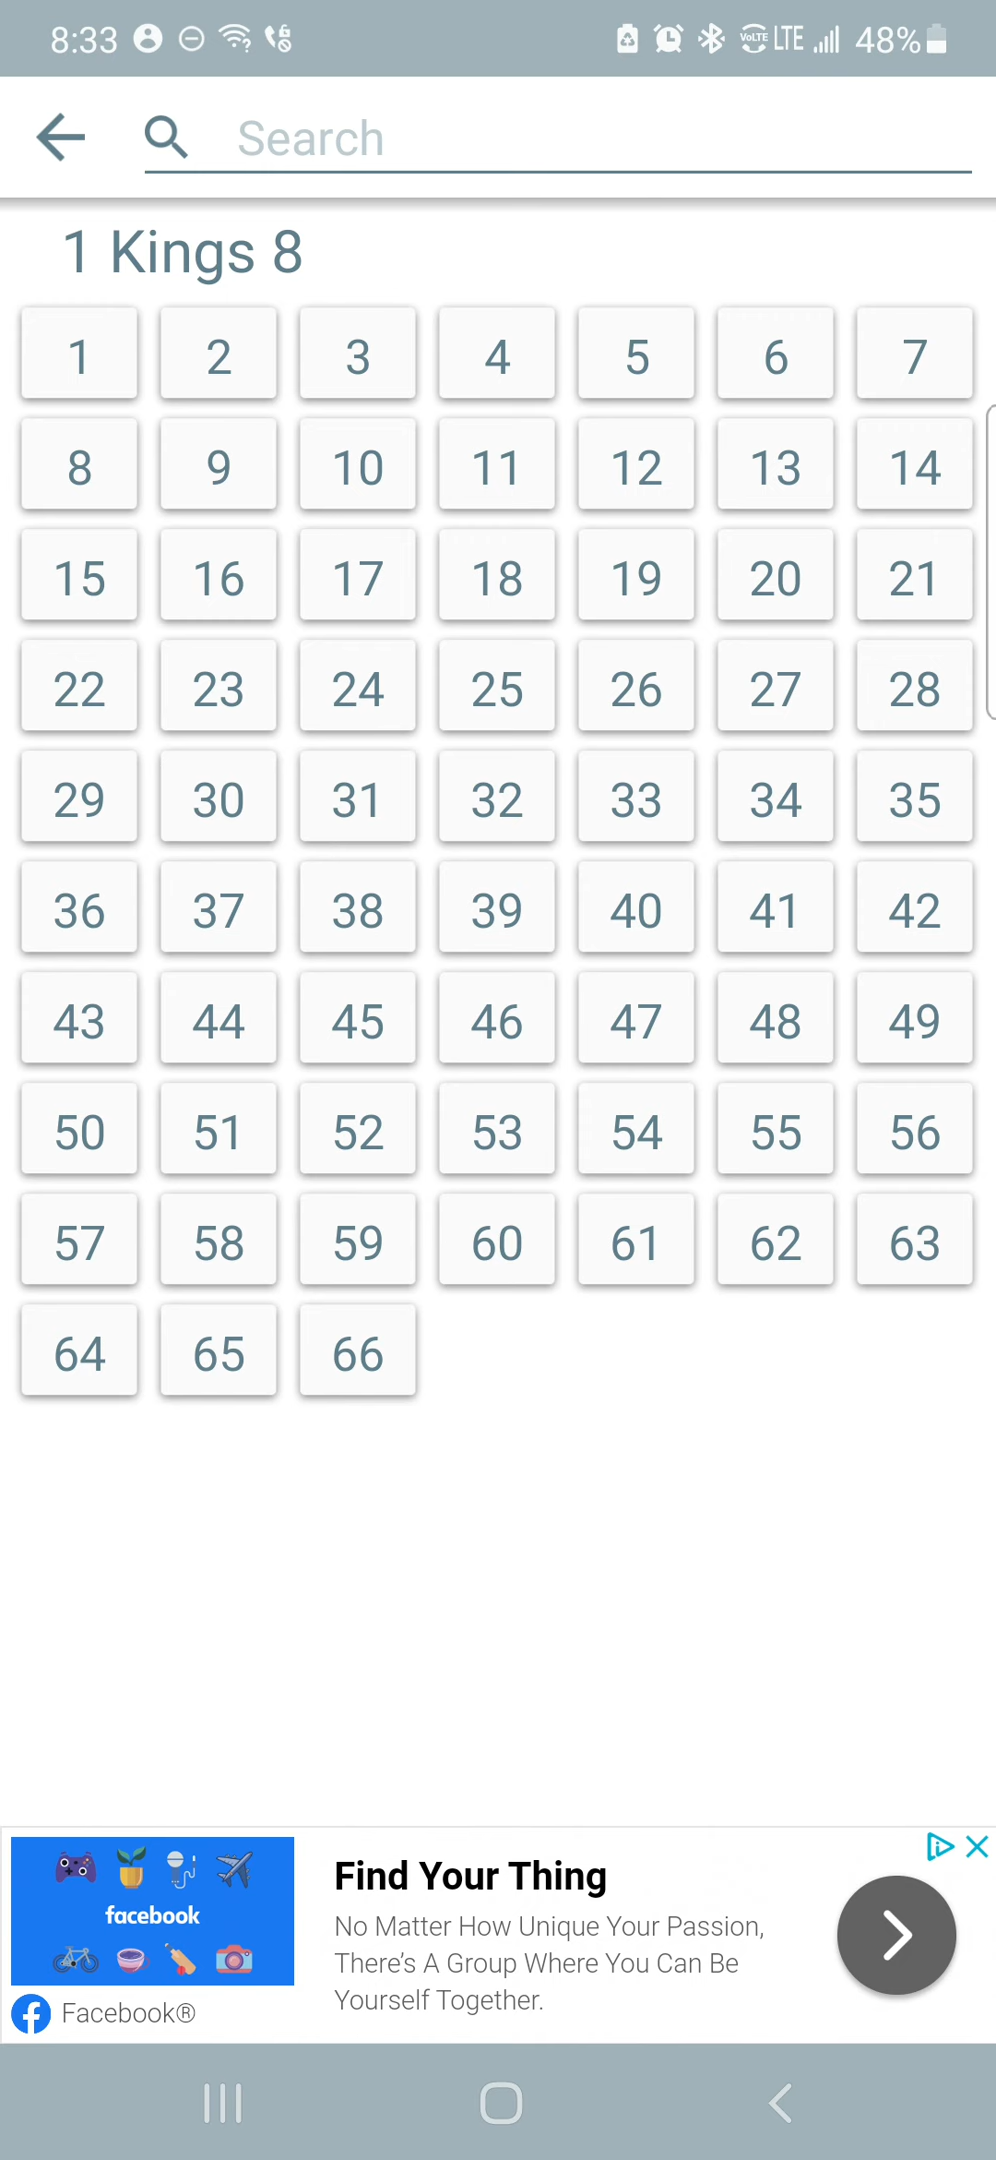 8:33 VoLTE LTE 48%
Search
1 Kings 8
1 2 3 4 5 6 7
8 9 10 11 12 13 14
15 16 17 18 19 20 21
22 23 24 25 26 27 28
29 30 31 32 33 34 35
36 37 38 39 40 41 42
43 44 45 46 47 48 49
50 51 52 53 54 55 56
57 58 59 60 61 62 63
64 65 66
facebook
Facebook®
Find Your Thing
No Matter How Unique Your Passion,
There's A Group Where You Can Be
Yourself Together.